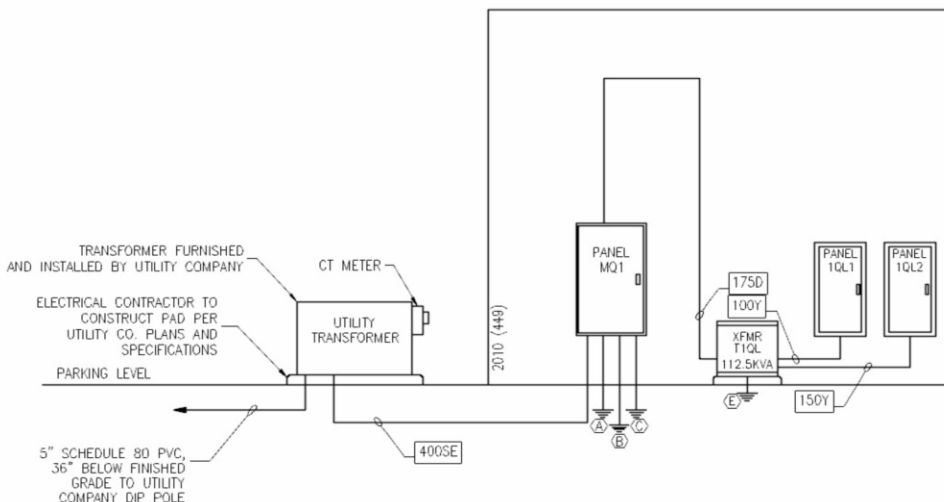 TRANSFORMER FURNISHED
AND INSTALLED BY UTILITY COMPANY
CT METER
ELECTRICAL CONTRACTOR TO
CONSTRUCT PAD PER
UTILITY CO. PLANS AND
SPECIFICATIONS
UTILITY
TRANSFORMER
PARKING LEVEL
5" SCHEDULE 80 PVC,
36" BELOW FINISHED
GRADE TO UTILITY
COMPANY DIP POLE
400SE
2010 (449)
PANEL
MQ1
A
B
C
175D
100Y
XFMR
T1QL
112.5KVA
E
PANEL
1QL1
PANEL
1QL2
150Y